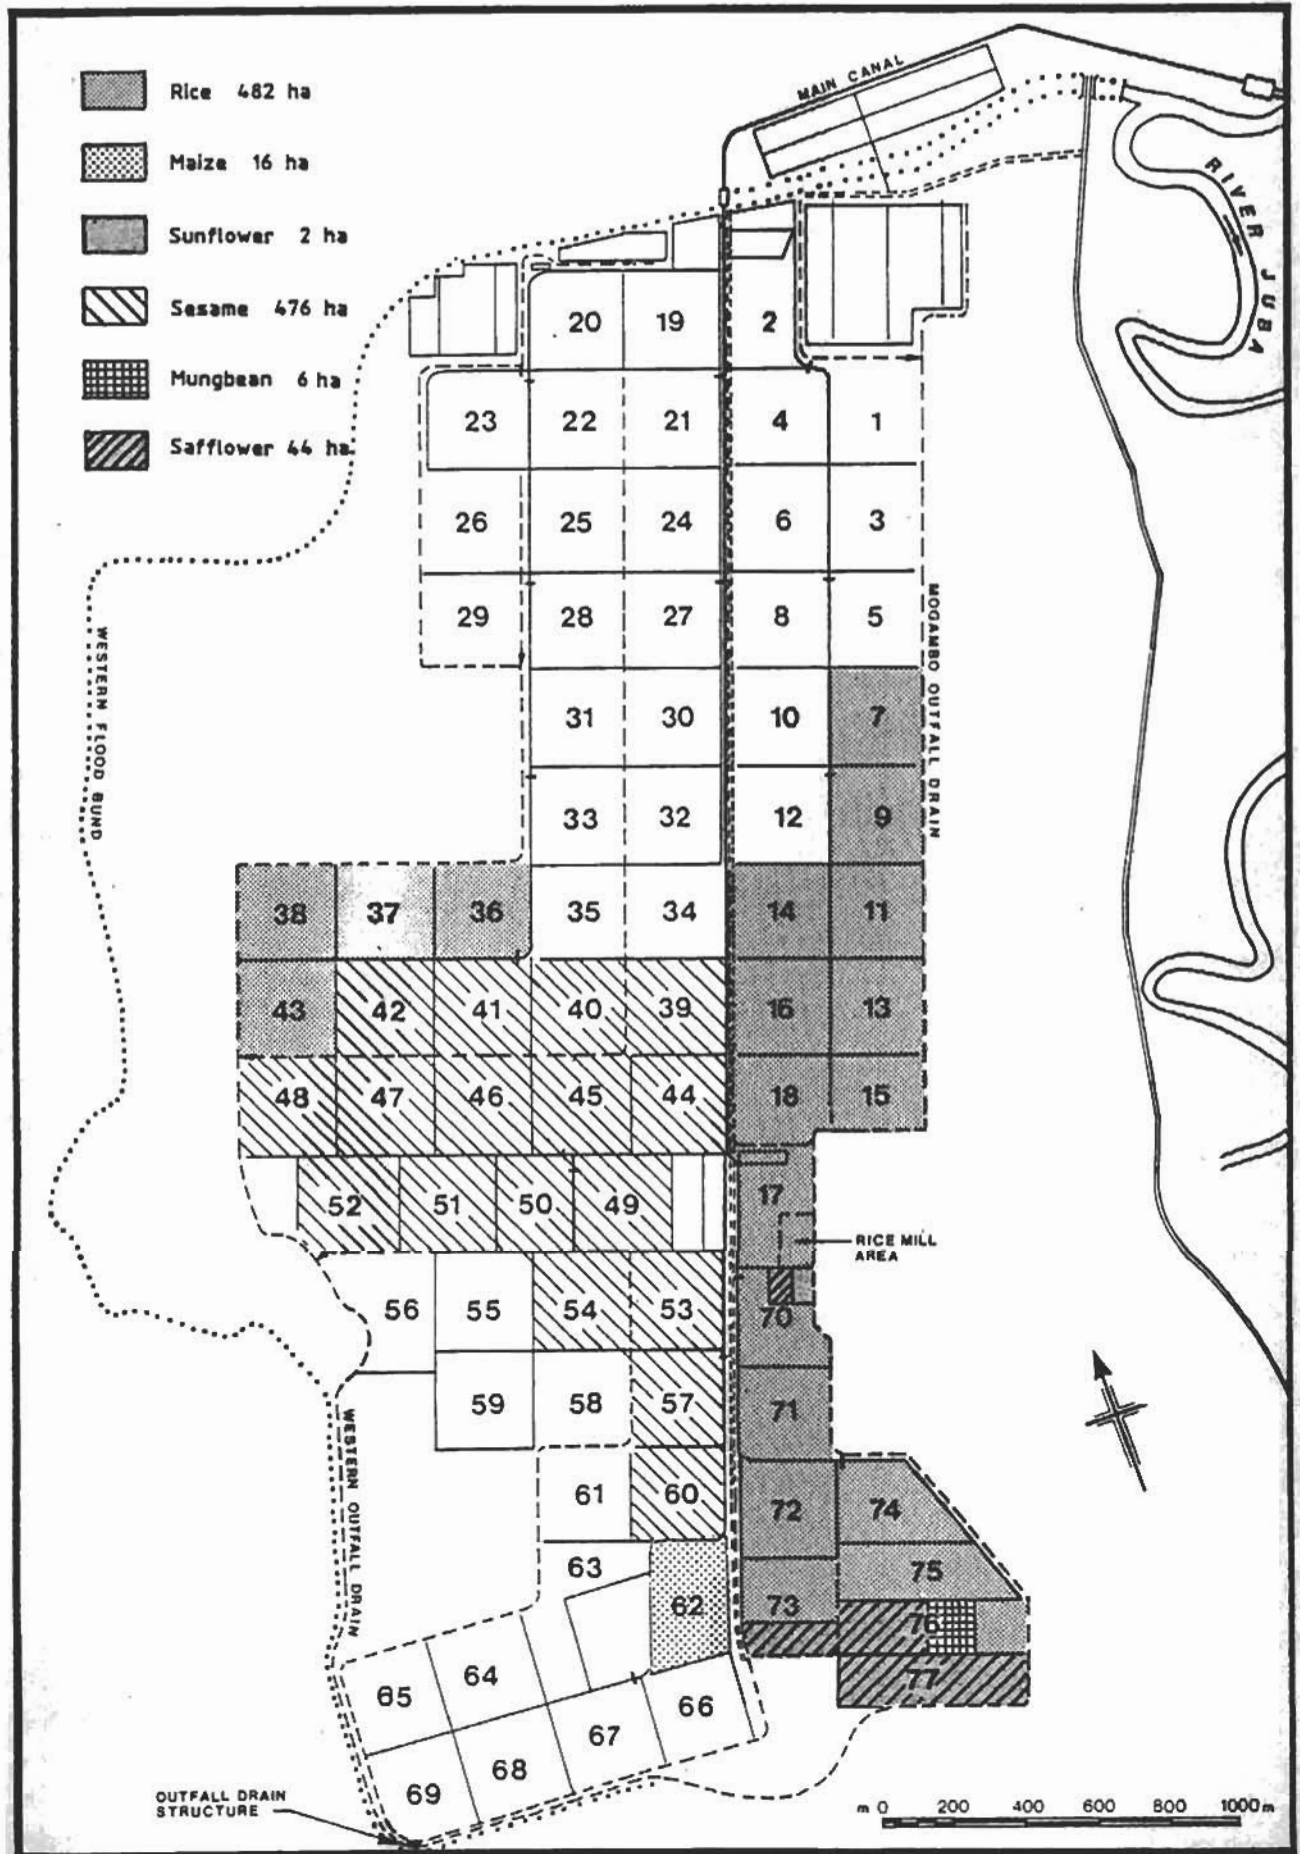 Rice 482 ha
Maize 16 ha
Sunflower 2 ha
Sesame 476 ha
Mungbean 6 ha
Safflower 44 ha
MAIN CANAL
RIVER JUBA
20 19 2
23 22 21 4 1
26 25 24 6 3
29 28 27 8 5
31 30 10 7
33 32 12 9
38 37 36 35 34 14 11
43 42 41 40 39 16 13
48 47 46 45 44 18 15
52 51 50 49 17
RICE MILL
AREA
56 55 54 53 70
59 58 57 71
61 60 72 74
63 75
62 73 76
65 64 77
67 66
69 68
WESTERN FLOOD BUND
MOGAMBO OUTFALL DRAIN
WESTERN OUTFALL DRAIN
OUTFALL DRAIN
STRUCTURE
m 0 200 400 600 800 1000 m